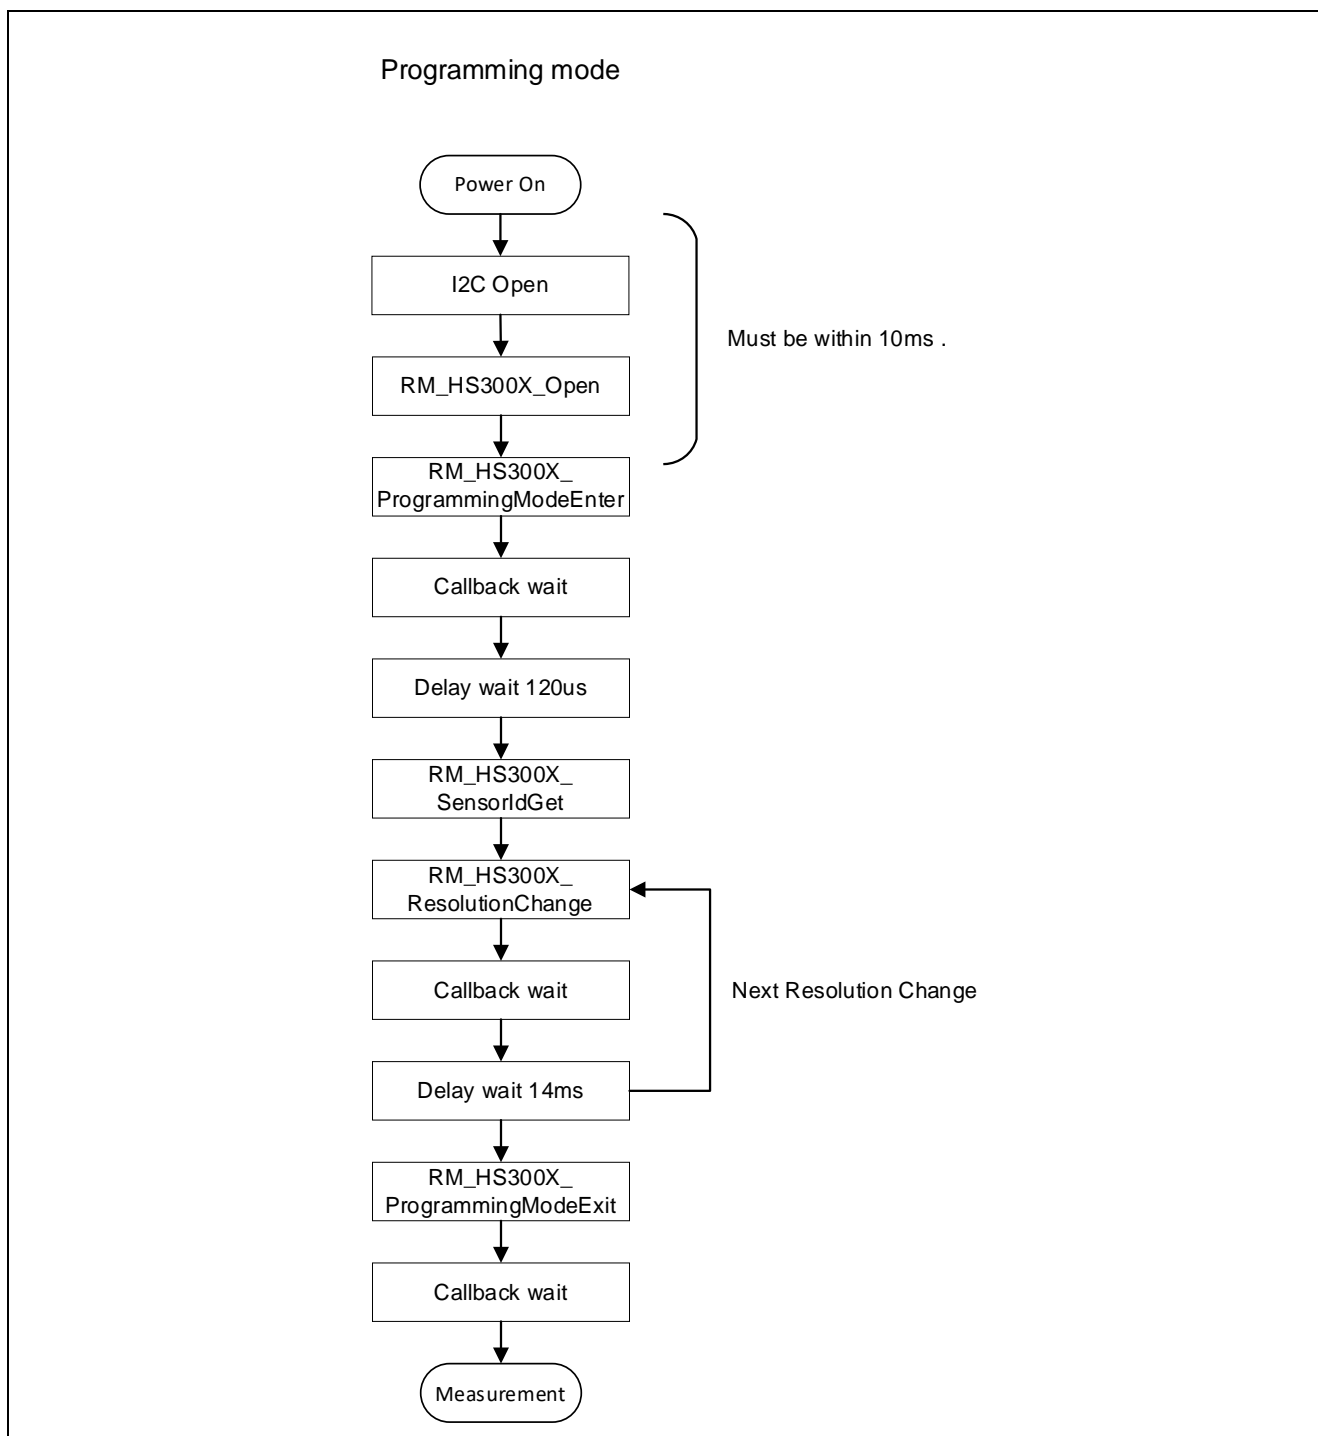 Programming mode
Power On
I2C Open
Must be within 10ms .
RM_HS300X_Open
RM_HS300X_
ProgrammingModeEnter
Callback wait
Delay wait 120us
RM_HS300X_
SensorIdGet
RM_HS300X_
ResolutionChange
Callback wait
Next Resolution Change
Delay wait 14ms
RM_HS300X_
ProgrammingModeExit
Callback wait
Measurement